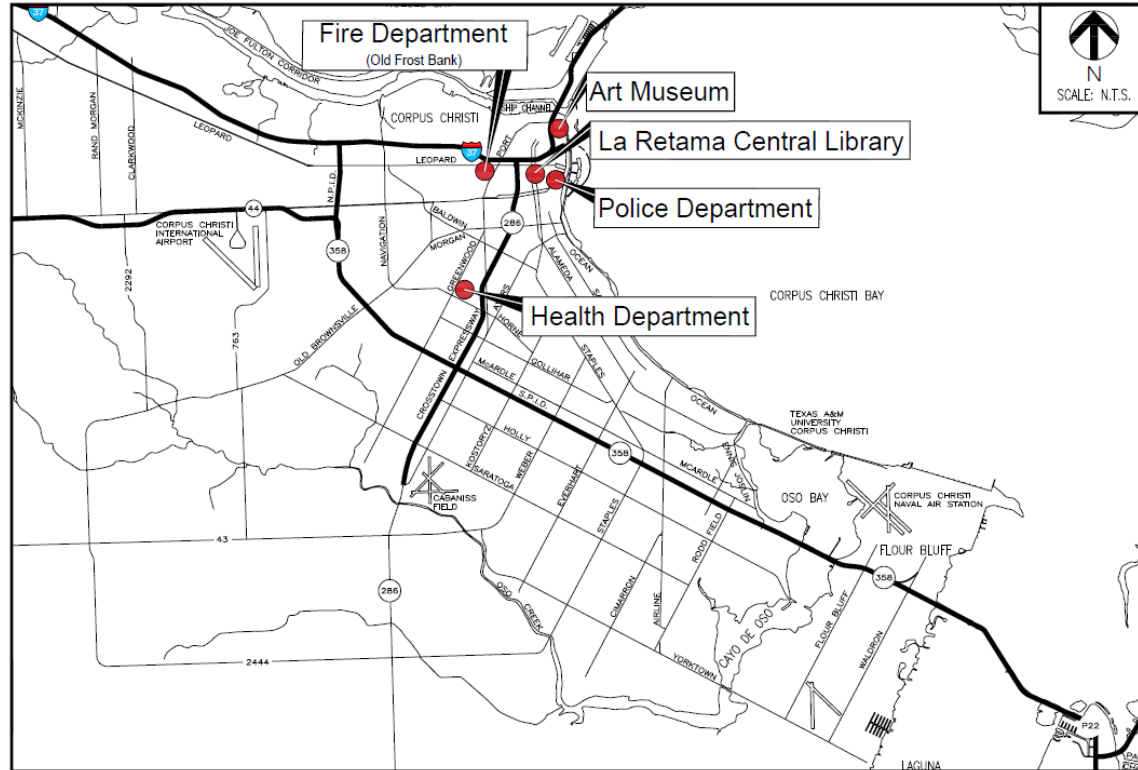 37
Fire Department
(Old Frost Bank)
N
SCALE: N.T.S.
JOE FULTON CORRIDOR
Art Museum
SHIP CHANNEL
CORPUS CHRISTI
PORT
MCKINZIE
RAND MORGAN
CLARKWOOD
LEOPARD
37
LEOPARD
La Retama Central Library
N.P.I.D.
Police Department
44
286
BALDWIN
CORPUS CHRISTI
INTERNATIONAL
AIRPORT
358
NAVIGATION
MORGAN
GREENWOOD
ALAMEDA
OCEAN
2292
CORPUS CHRISTI BAY
Health Department
763
OLD BROWNSVILLE
EXPRESSWAY
CROSSTOWN
GOLLIHAR
STAPLES
McARDLE
S.P.I.D.
OCEAN
TEXAS A&M
UNIVERSITY
CORPUS CHRISTI
KOSTORYZ
HOLLY
WEBER
SARATOGA
358
ENNIS JOSLIN
MCARDLE
EVERHART
STAPLES
CABANISS
FIELD
OSO BAY
CORPUS CHRISTI
NAVAL AIR STATION
RODD FIELD
43
FLOUR BLUFF
358
286
OSO CREEK
CIMARRON
AIRLINE
CAYO DE OSO
FLOUR BLUFF
WALDRON
2444
YORKTOWN
P22
LAGUNA